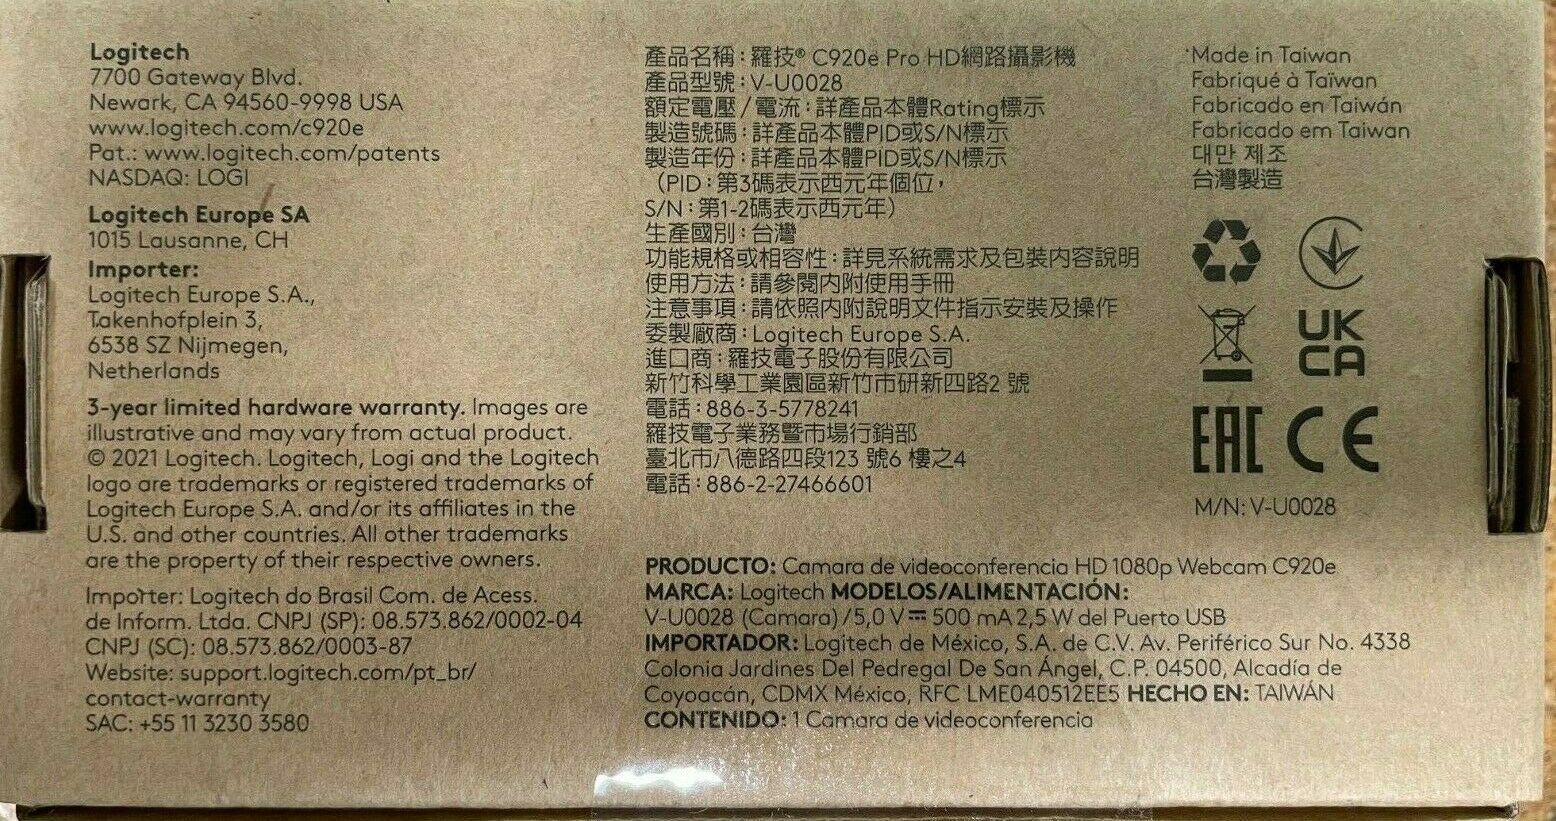 Logitech
7700 Gateway Blvd.
Newark, CA 94560-9998 USA
www.logitech.com/c920e
Pat.: www.logitech.com/patents
NASDAQ: LOGI
Logitech Europe SA
1015 Lausanne, CH
Importer:
Logitech Europe S.A.,
Takenhofplein 3,
6538 SZ Nijmegen,
Netherlands
3-year limited hardware warranty. Images are
illustrative and may vary from actual product.
© 2021 Logitech. Logitech, Logi and the Logitech
logo are trademarks or registered trademarks of
Logitech Europe S.A. and/or its affiliates in the
U.S. and other countries. All other trademarks
are the property of their respective owners.
Importer: Logitech do Brasil Com. de Acess.
de Inform. Ltda. CNPJ (SP): 08.573.862/0002-04
CNPJ (SC): 08.573.862/0003-87
Website: support.logitech.com/pt_br/
contact-warranty
SAC: +55 11 3230 3580
產品名稱：羅技® C920e Pro HD網路攝影機
產品型號：V-U0028
額定電壓/電流：詳產品本體Rating標示
製造號碼：詳產品本體PID或S/N標示
製造年份：詳產品本體PID或S/N標示
（PID：第3碼表示西元年個位，
S/N：第1-2碼表示西元年）
生產國別：台灣
功能規格或相容性：詳見系統需求及包裝內容說明
使用方法：請參閱內附使用手冊
注意事項：請依照內附說明文件指示安裝及操作
委製廠商：Logitech Europe S.A.
進口商：羅技電子股份有限公司
新竹科學工業園區新竹市研新四路2 號
電話：886-3-5778241
羅技電子業務暨市場行銷部
臺北市八德路四段123 號6 樓之4
電話：886-2-27466601
Made in Taiwan
Fabriqué à Taïwan
Fabricado en Taiwán
Fabricado em Taiwan
대만 제조
台灣製造
UK
CA
EAC CE
M/N: V-U0028
PRODUCTO: Camara de videoconferencia HD 1080p Webcam C920e
MARCA: Logitech MODELOS/ALIMENTACIÓN:
V-U0028 (Camara) /5,0 V⎓ 500 mA 2,5 W del Puerto USB
IMPORTADOR: Logitech de México, S.A. de C.V. Av. Periférico Sur No. 4338
Colonia Jardines Del Pedregal De San Ángel, C.P. 04500, Alcadía de
Coyoacán, CDMX México, RFC LME040512EE5 HECHO EN: TAIWÁN
CONTENIDO: 1 Camara de videoconferencia